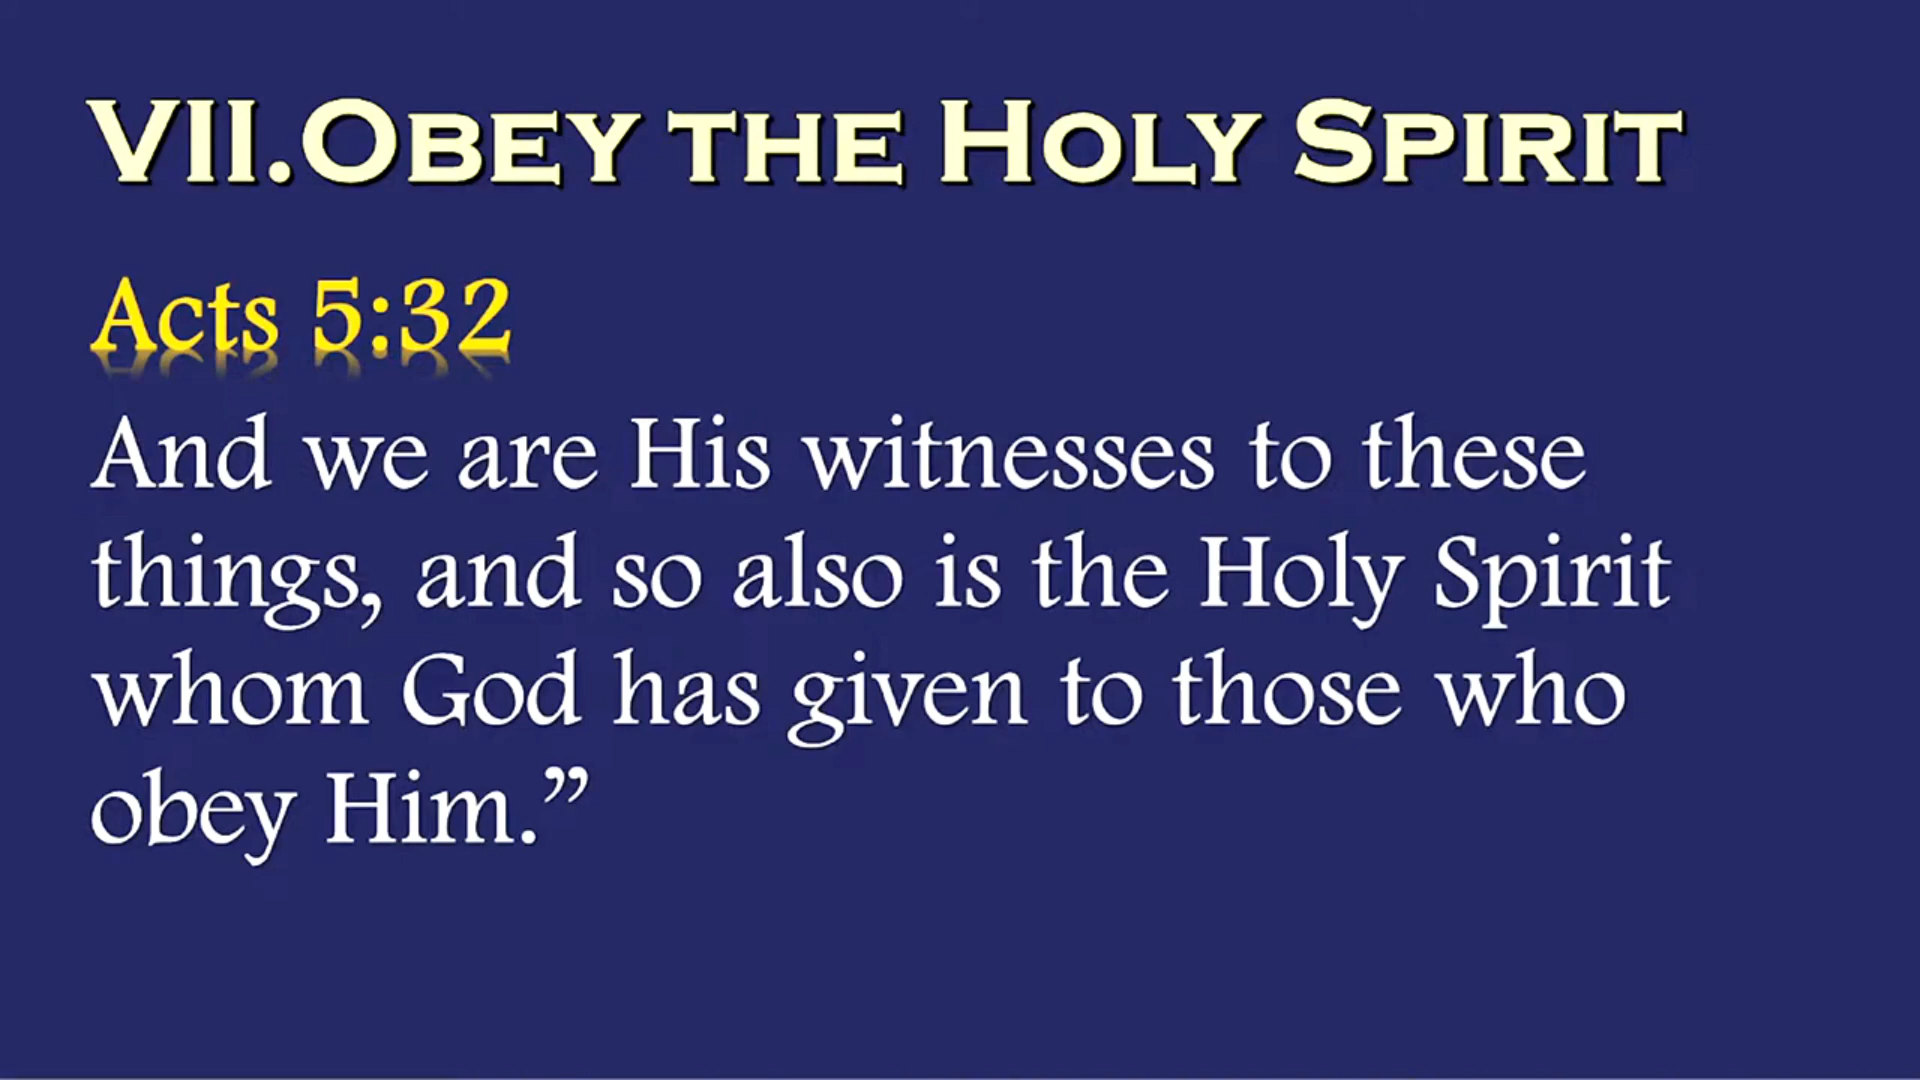 VII.Obey the Holy Spirit
Acts 5:32
And we are His witnesses to these
things, and so also is the Holy Spirit
whom God has given to those who
obey Him.”